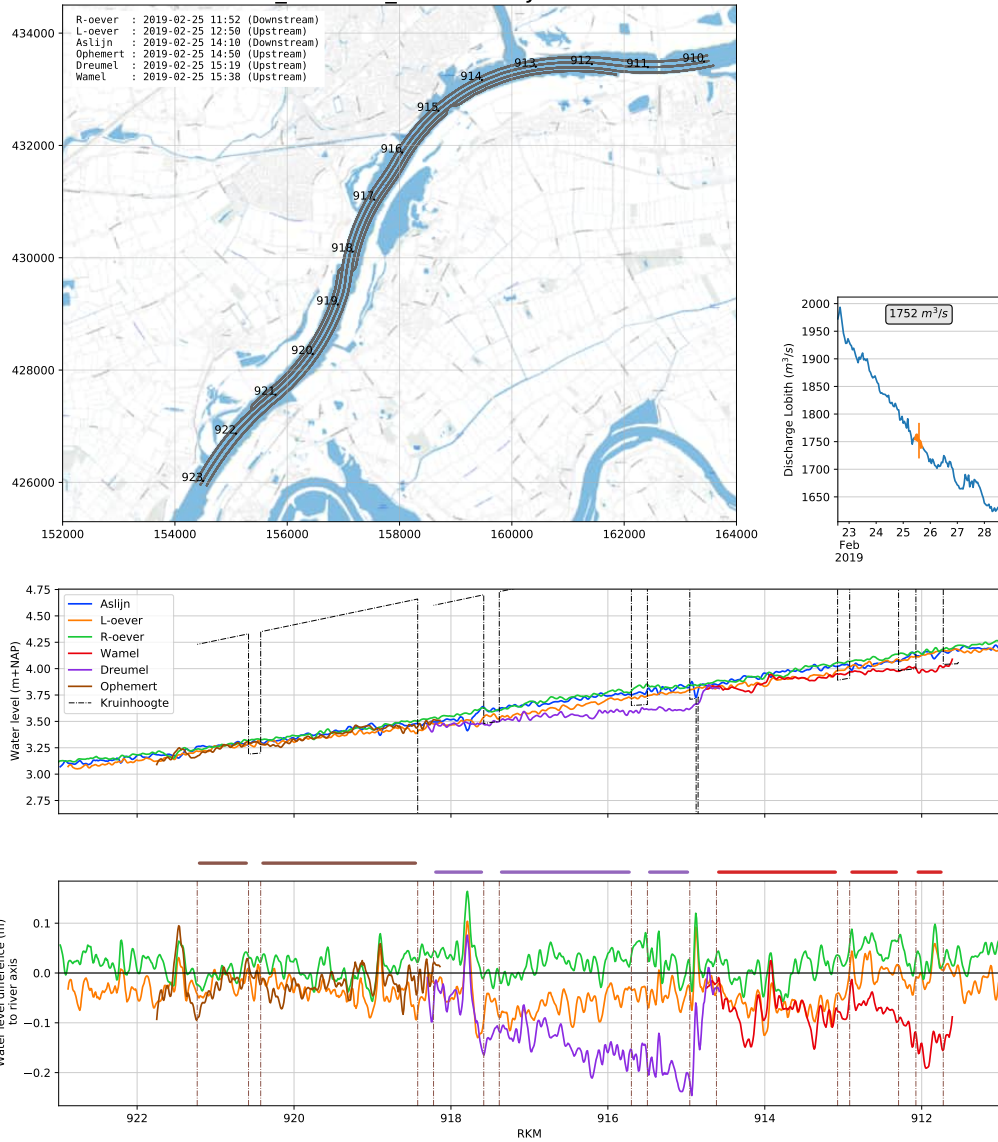 R-oever : 2019-02-25 11:52 (Downstream)
L-oever : 2019-02-25 12:50 (Upstream)
Aslijn : 2019-02-25 14:10 (Downstream)
Ophemert : 2019-02-25 14:50 (Upstream)
Dreumel : 2019-02-25 15:19 (Upstream)
Wamel : 2019-02-25 15:38 (Upstream)
434000
432000
430000
428000
426000
914
913
912
911
910
915
916
917
918
919
920
921
922
923
152000 154000 156000 158000 160000 162000 164000
2000
1950
1900
1850
1800
1750
1700
1650
1752 m³/s
Discharge Lobith (m³/s)
23 24 25 26 27 28
Feb
2019
4.75
4.50
4.25
4.00
3.75
3.50
3.25
3.00
2.75
Water level (m+NAP)
Aslijn
L-oever
R-oever
Wamel
Dreumel
Ophemert
Kruinhoogte
0.1
0.0
−0.1
−0.2
Water level difference (m)
to river axis
922 920 918 916 914 912
RKM